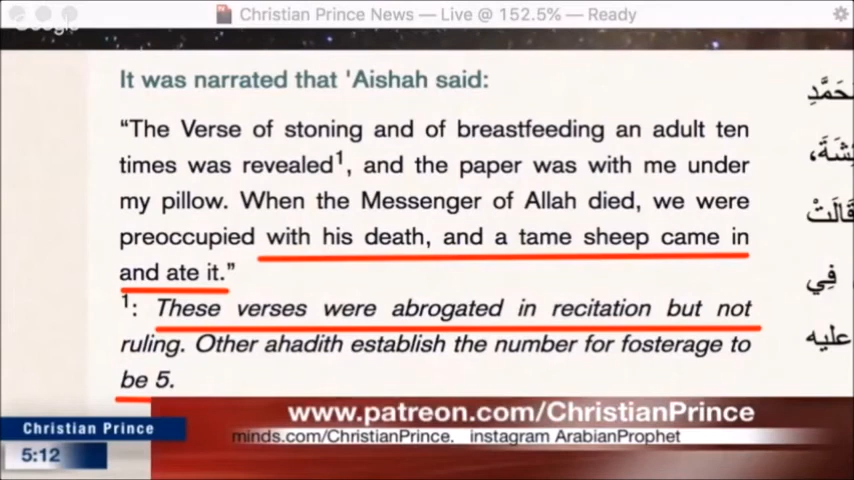 Christian Prince News — Live @ 152.5% — Ready
Google
It was narrated that 'Aishah said:
“The Verse of stoning and of breastfeeding an adult ten
times was revealed¹, and the paper was with me under
my pillow. When the Messenger of Allah died, we were
preoccupied with his death, and a tame sheep came in
and ate it.”
1: These verses were abrogated in recitation but not
ruling. Other ahadith establish the number for fosterage to
be 5.
في
عليه
www.patreon.com/ChristianPrince
Christian Prince
minds.com/ChristianPrince. instagram ArabianProphet
5:12